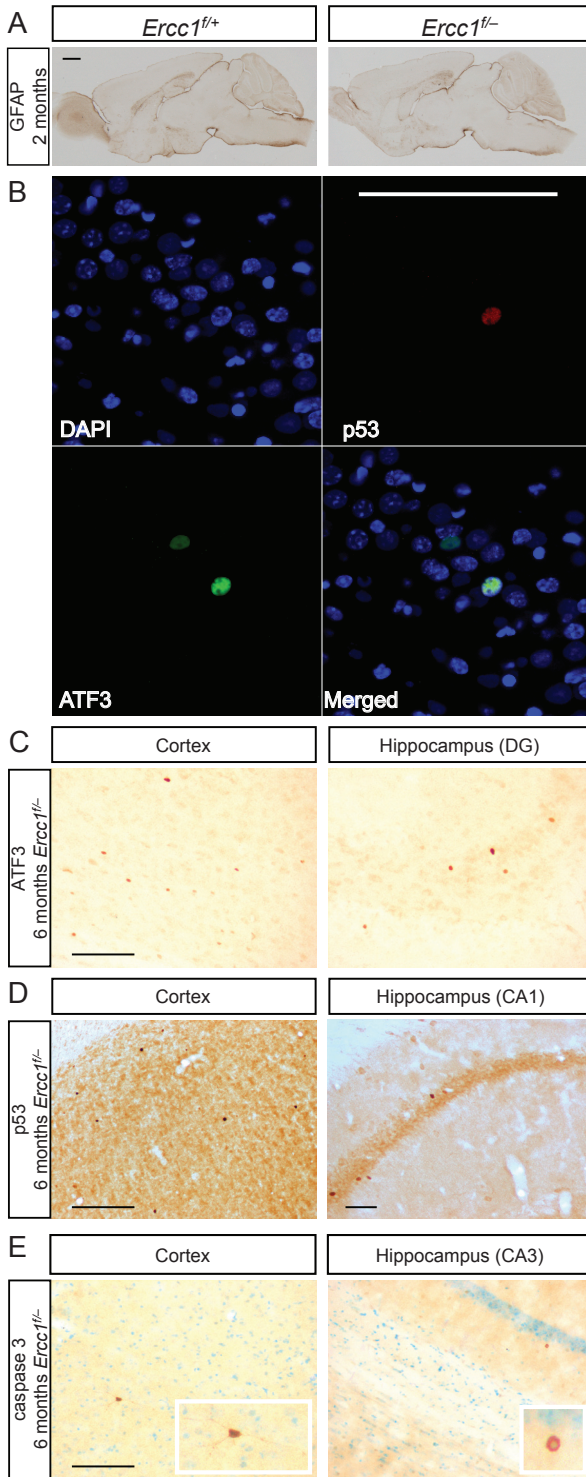 A
Ercc1f/+
Ercc1f/–
GFAP
2 months
B
DAPI
p53
ATF3
Merged
C
Cortex
Hippocampus (DG)
ATF3
6 months Ercc1f/–
D
Cortex
Hippocampus (CA1)
p53
6 months Ercc1f/–
E
Cortex
Hippocampus (CA3)
caspase 3
6 months Ercc1f/–